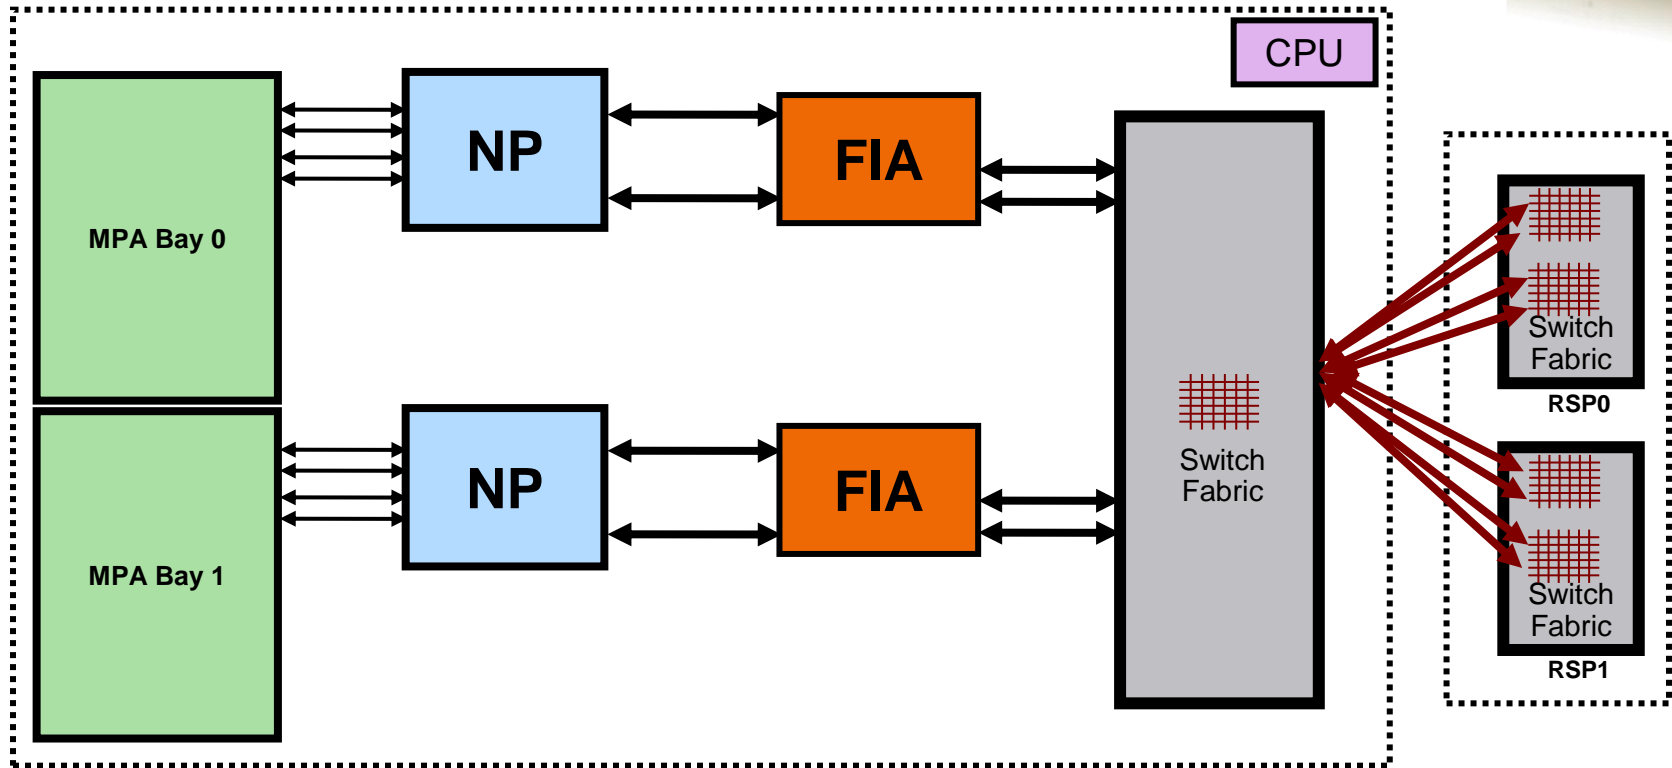 CPU
MPA Bay 0
NP
FIA
Switch
Fabric
RSP0
MPA Bay 1
NP
FIA
Switch
Fabric
Switch
Fabric
RSP1